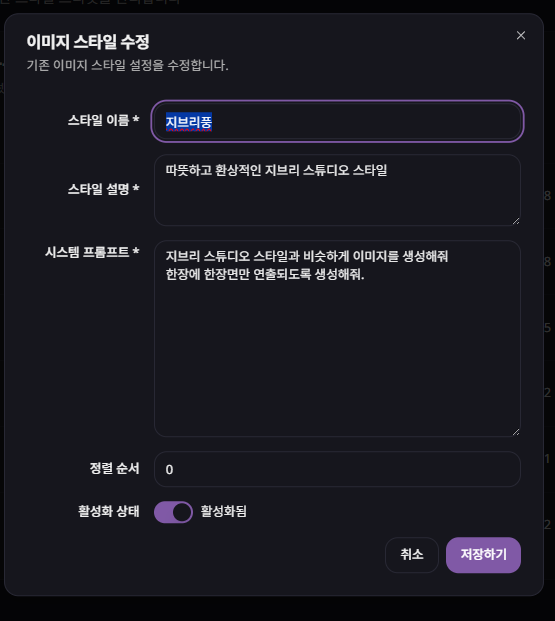 이미지 스타일 수정
기존 이미지 스타일 설정을 수정합니다.
스타일 이름 *
지브리풍
스타일 설명 *
따뜻하고 환상적인 지브리 스튜디오 스타일
시스템 프롬프트 *
지브리 스튜디오 스타일과 비슷하게 이미지를 생성해줘
한장에 한장면만 연출되도록 생성해줘.
정렬 순서
0
활성화 상태
활성화됨
취소
저장하기
8
8
5
2
1
2